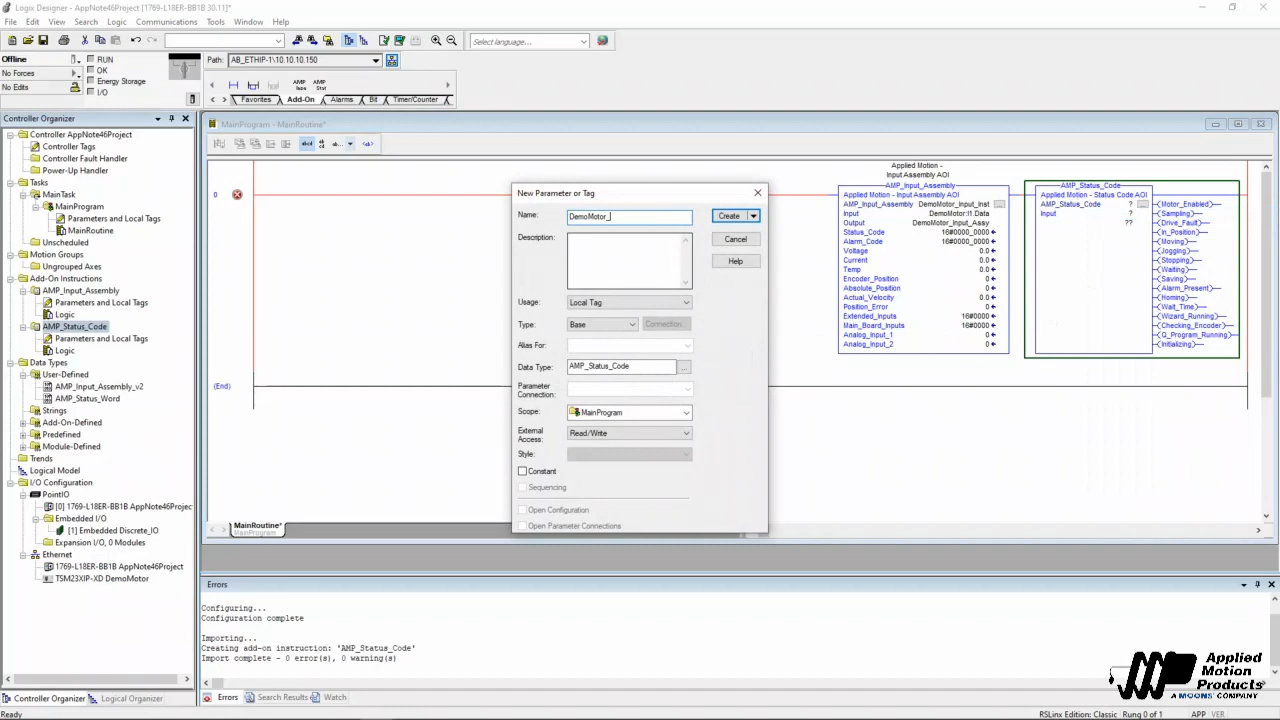 Logix Designer - AppNote46Project [1769-L18ER-BB1B 30.11]*
File Edit View Search Logic Communications Tools Window Help
Select language...
Offline
RUN
No Forces
OK
Energy Storage
No Edits
I/O
Path: AB_ETHIP-1\10.10.10.150
Favorites Add-On Alarms Bit Timer/Counter
Controller Organizer
Controller AppNote46Project
Controller Tags
Controller Fault Handler
Power-Up Handler
Tasks
MainTask
MainProgram
Parameters and Local Tags
MainRoutine
Unscheduled
Motion Groups
Ungrouped Axes
Add-On Instructions
AMP_Input_Assembly
Parameters and Local Tags
Logic
AMP_Status_Code
Parameters and Local Tags
Logic
Data Types
User-Defined
AMP_Input_Assembly_v2
AMP_Status_Word
Strings
Add-On-Defined
Predefined
Module-Defined
Trends
Logical Model
I/O Configuration
PointIO
[0] 1769-L18ER-BB1B AppNote46Projec
Embedded I/O
[1] Embedded Discrete_IO
Expansion I/O, 0 Modules
Ethernet
1769-L18ER-BB1B AppNote46Project
TSM23XIP-XD DemoMotor
Controller Organizer Logical Organizer
MainProgram - MainRoutine*
0
(End)
Applied Motion -
Input Assembly AOI
AMP_Input_Assembly
Applied Motion - Input Assembly AOI
AMP_Input_Assembly DemoMotor_Input_Inst
Input DemoMotor:I1.Data
Output DemoMotor_Input_Assy
Status_Code 16#0000_0000
Alarm_Code 16#0000_0000
Voltage 0.0
Current 0.0
Temp 0.0
Encoder_Position 0
Absolute_Position 0
Actual_Velocity 0.0
Position_Error 0
Extended_Inputs 16#0000
Main_Board_Inputs 16#0000
Analog_Input_1 0
Analog_Input_2 0
AMP_Status_Code
Applied Motion - Status Code AOI
AMP_Status_Code ?
Input ?
??
(Motor_Enabled)
(Sampling)
(Drive_Fault)
(In_Position)
(Moving)
(Jogging)
(Stopping)
(Waiting)
(Saving)
(Alarm_Present)
(Homing)
(Wait_Time)
(Wizard_Running)
(Checking_Encoder)
(Q_Program_Running)
(Initializing)
New Parameter or Tag
Name: DemoMotor_
Create
Description:
Cancel
Help
Usage: Local Tag
Type: Base Connection...
Alias For:
Data Type: AMP_Status_Code ...
Parameter
Connection:
Scope: MainProgram
External
Access: Read/Write
Style:
Constant
Sequencing
Open Configuration
Open Parameter Connections
MainRoutine*
MainProgram
Errors
Configuring...
Configuration complete
Importing...
Creating add-on instruction: 'AMP_Status_Code'
Import complete - 0 error(s), 0 warning(s)
Errors Search Results Watch
Applied
Motion
Products
A MOONS' COMPANY
Ready
RSLinx Edition: Classic Rung 0 of 1 APP VER